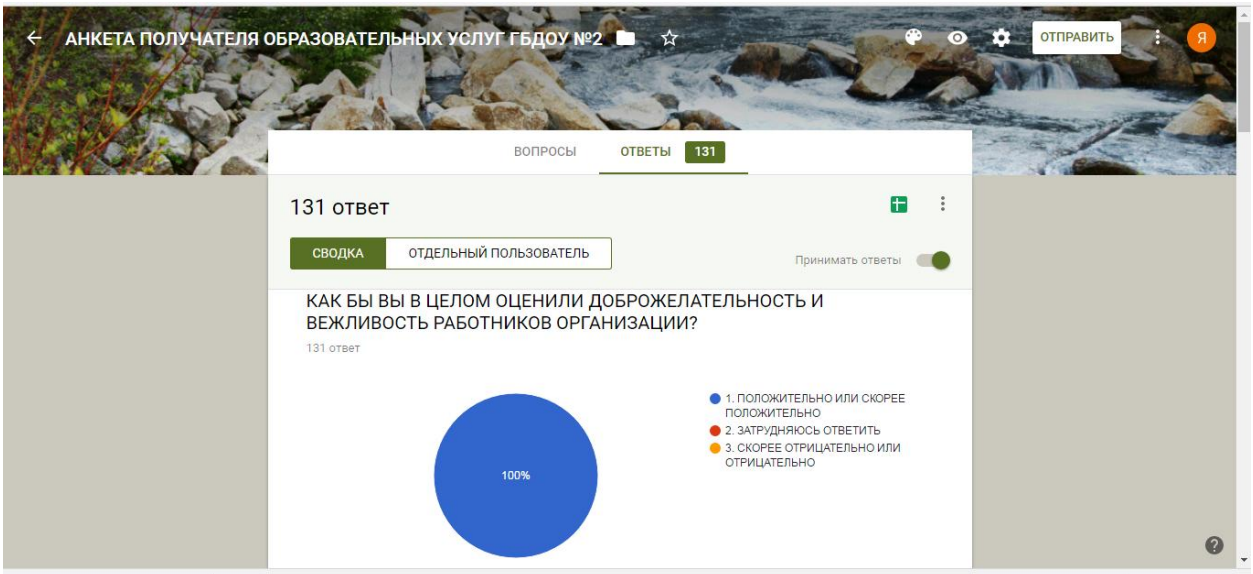 АНКЕТА ПОЛУЧАТЕЛЯ ОБРАЗОВАТЕЛЬНЫХ УСЛУГ ГБДОУ №2
ОТПРАВИТЬ
Я
ВОПРОСЫ
ОТВЕТЫ 131
131 ответ
СВОДКА
ОТДЕЛЬНЫЙ ПОЛЬЗОВАТЕЛЬ
Принимать ответы
КАК БЫ ВЫ В ЦЕЛОМ ОЦЕНИЛИ ДОБРОЖЕЛАТЕЛЬНОСТЬ И
ВЕЖЛИВОСТЬ РАБОТНИКОВ ОРГАНИЗАЦИИ?
131 ответ
100%
1. ПОЛОЖИТЕЛЬНО ИЛИ СКОРЕЕ
ПОЛОЖИТЕЛЬНО
2. ЗАТРУДНЯЮСЬ ОТВЕТИТЬ
3. СКОРЕЕ ОТРИЦАТЕЛЬНО ИЛИ
ОТРИЦАТЕЛЬНО